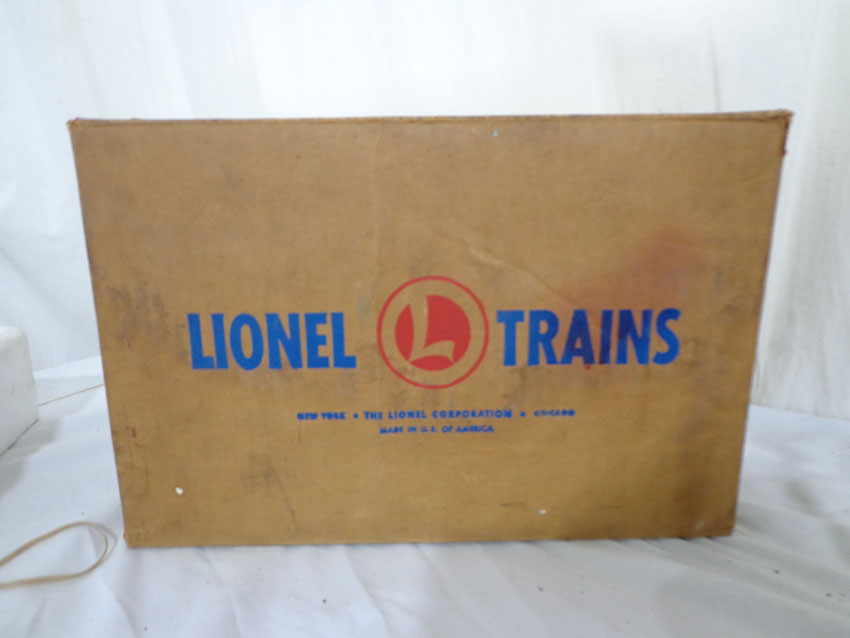 LIONEL L TRAINS
NEW YORK • THE LIONEL CORPORATION • CHICAGO
MADE IN U. S. OF AMERICA